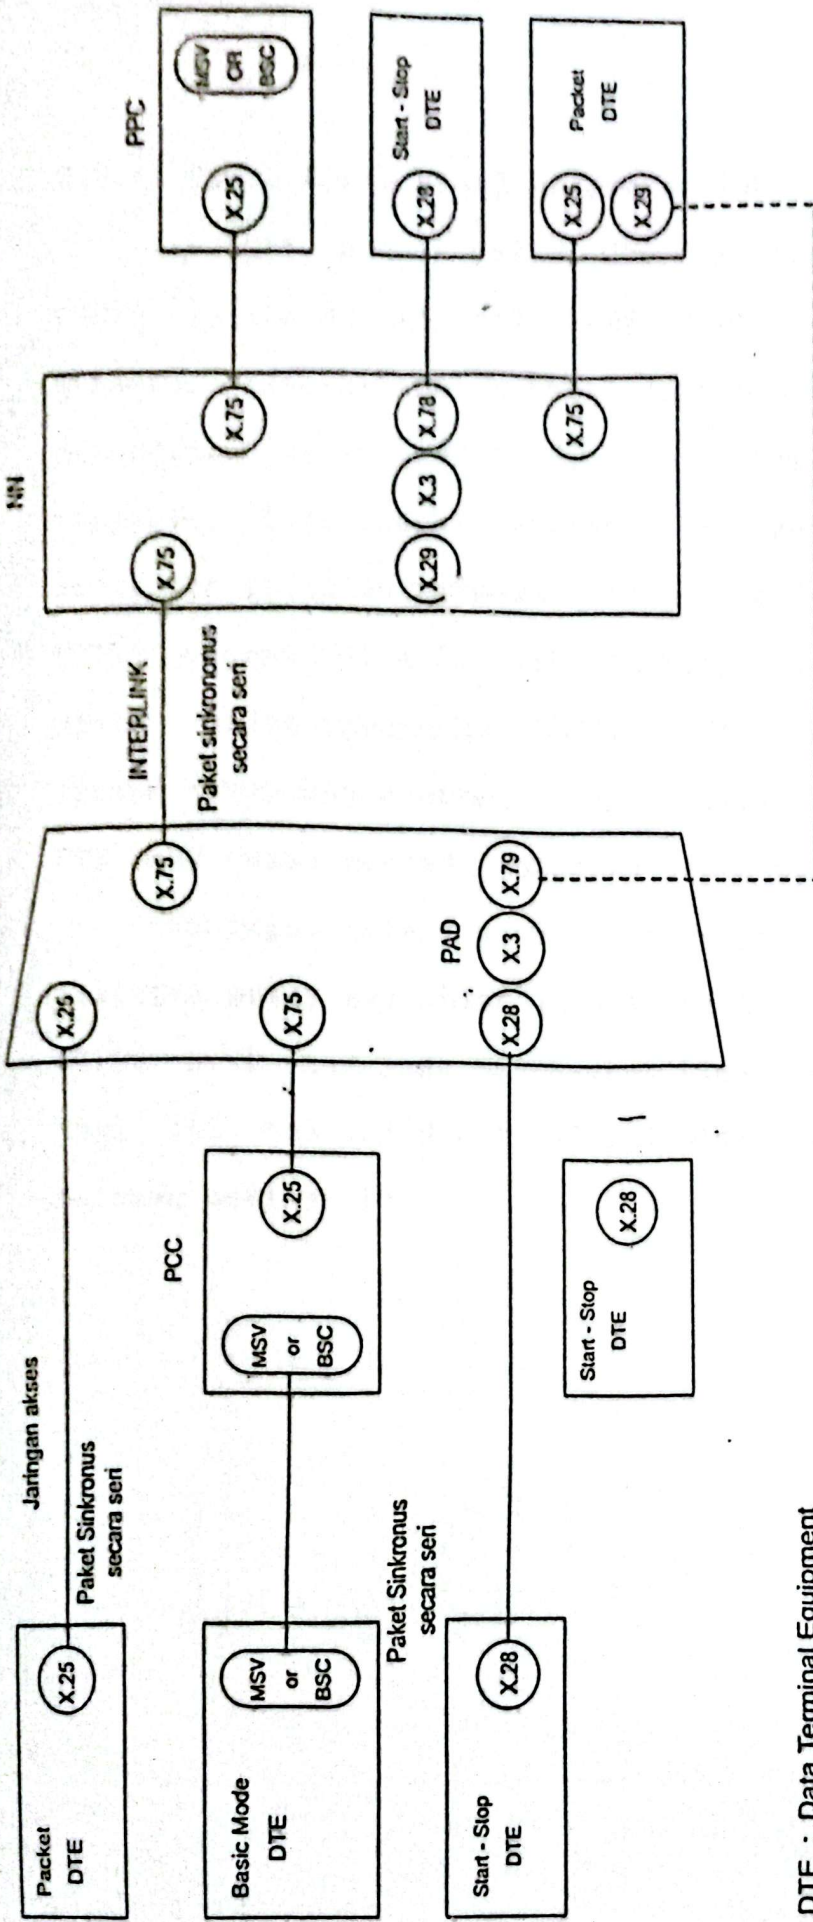 Jaringan akses
Packet
DTE
X.25
Paket Sinkronus
secara seri
X.25
Basic Mode
DTE
MSV
or
BSC
Paket Sinkronus
secara seri
PCC
MSV
or
BSC
X.25
X.75
Start - Stop
DTE
X.28
Start - Stop
DTE
X.28
PAD
X.28
X.3
X.79
X.75
INTERLINK
Paket sinkrononus
secara seri
NN
X.75
X.75
X.29
X.3
X.78
X.75
PPC
X.25
MSV
OR
BSC
X.28
Start - Stop
DTE
X.25
X.29
Packet
DTE
DTE : Data Terminal Equipment